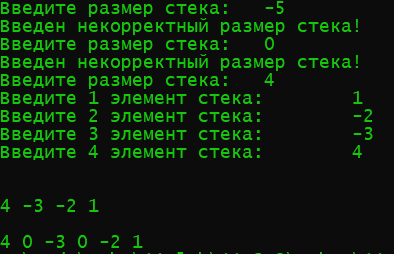 Введите размер стека: -5
Введен некорректный размер стека!
Введите размер стека: 0
Введен некорректный размер стека!
Введите размер стека: 4
Введите 1 элемент стека: 1
Введите 2 элемент стека: -2
Введите 3 элемент стека: -3
Введите 4 элемент стека: 4
4 -3 -2 1
4 0 -3 0 -2 1